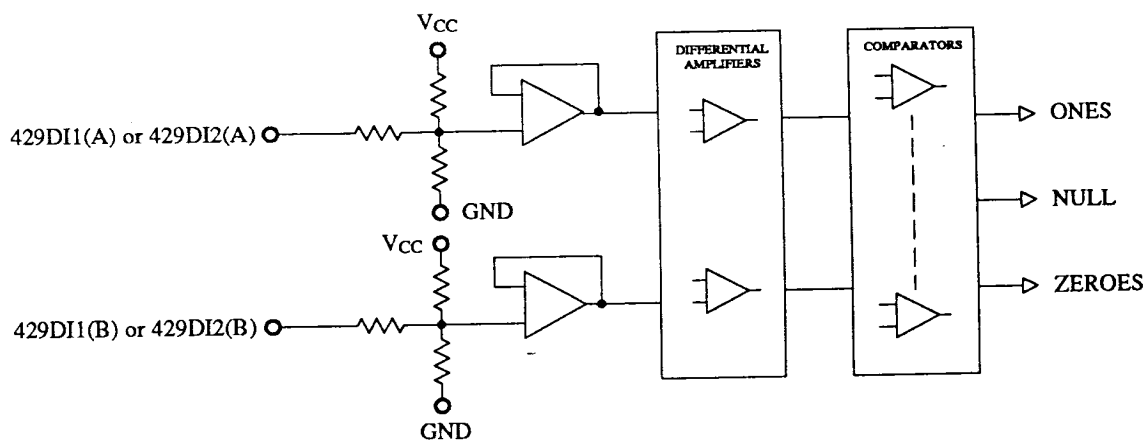 VCC
DIFFERENTIAL
AMPLIFIERS
COMPARATORS
429DI1(A) or 429DI2(A)
ONES
GND
NULL
VCC
ZEROES
429DI1(B) or 429DI2(B)
GND